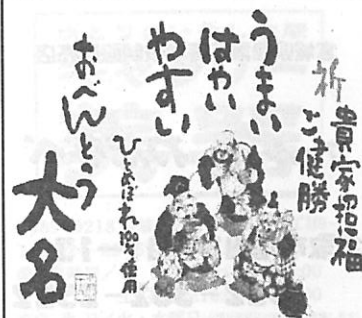 祈
貴家招福
ご健勝
うまい
はやい
やすい
ひとめぼれ100%使用
おべんとう
大名